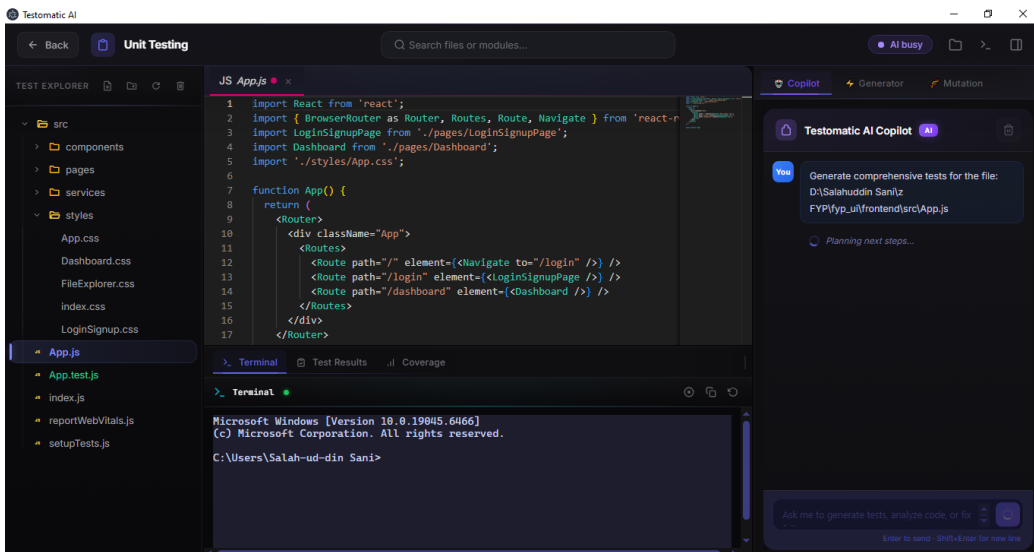 Testomatic AI
← Back
Unit Testing
Search files or modules...
AI busy
TEST EXPLORER
src
components
pages
services
styles
App.css
Dashboard.css
FileExplorer.css
index.css
LoginSignup.css
App.js
App.test.js
index.js
reportWebVitals.js
setupTests.js
JS App.js
1 import React from 'react';
2 import { BrowserRouter as Router, Routes, Route, Navigate } from 'react-r
3 import LoginSignupPage from './pages/LoginSignupPage';
4 import Dashboard from './pages/Dashboard';
5 import './styles/App.css';
6
7 function App() {
8 return (
9 <Router>
10 <div className="App">
11 <Routes>
12 <Route path="/" element={<Navigate to="/login" />} />
13 <Route path="/login" element={<LoginSignupPage />} />
14 <Route path="/dashboard" element={<Dashboard />} />
15 </Routes>
16 </div>
17 </Router>
Terminal
Test Results
Coverage
Terminal
Microsoft Windows [Version 10.0.19045.6466]
(c) Microsoft Corporation. All rights reserved.
C:\Users\Salah-ud-din Sani>
Copilot
Generator
Mutation
Testomatic AI Copilot AI
You
Generate comprehensive tests for the file:
D:\Salahuddin Sani\z
FYP\fyp_ui\frontend\src\App.js
Planning next steps...
Ask me to generate tests, analyze code, or fix
Enter to send · Shift+Enter for new line